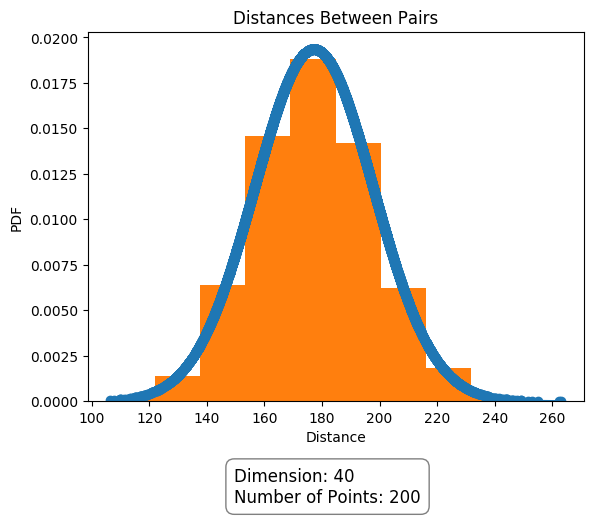 Distances Between Pairs
0.0200
0.0175
0.0150
0.0125
0.0100
0.0075
0.0050
0.0025
0.0000
PDF
100 120 140 160 180 200 220 240 260
Distance
Dimension: 40
Number of Points: 200